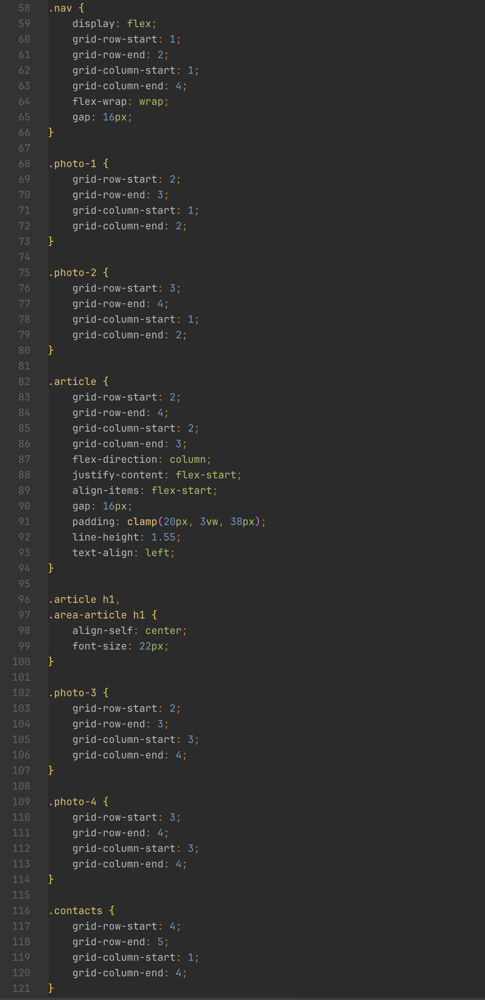 58 .nav {
59     display: flex;
60     grid-row-start: 1;
61     grid-row-end: 2;
62     grid-column-start: 1;
63     grid-column-end: 4;
64     flex-wrap: wrap;
65     gap: 16px;
66 }
67
68 .photo-1 {
69     grid-row-start: 2;
70     grid-row-end: 3;
71     grid-column-start: 1;
72     grid-column-end: 2;
73 }
74
75 .photo-2 {
76     grid-row-start: 3;
77     grid-row-end: 4;
78     grid-column-start: 1;
79     grid-column-end: 2;
80 }
81
82 .article {
83     grid-row-start: 2;
84     grid-row-end: 4;
85     grid-column-start: 2;
86     grid-column-end: 3;
87     flex-direction: column;
88     justify-content: flex-start;
89     align-items: flex-start;
90     gap: 16px;
91     padding: clamp(20px, 3vw, 38px);
92     line-height: 1.55;
93     text-align: left;
94 }
95
96 .article h1,
97 .area-article h1 {
98     align-self: center;
99     font-size: 22px;
100 }
101
102 .photo-3 {
103     grid-row-start: 2;
104     grid-row-end: 3;
105     grid-column-start: 3;
106     grid-column-end: 4;
107 }
108
109 .photo-4 {
110     grid-row-start: 3;
111     grid-row-end: 4;
112     grid-column-start: 3;
113     grid-column-end: 4;
114 }
115
116 .contacts {
117     grid-row-start: 4;
118     grid-row-end: 5;
119     grid-column-start: 1;
120     grid-column-end: 4;
121 }